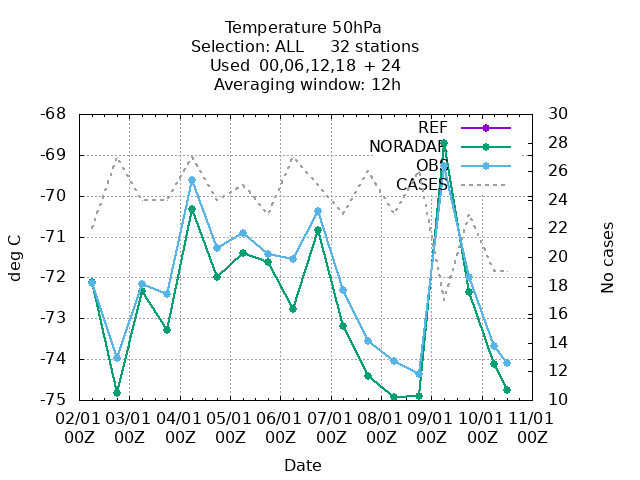 Temperature 50hPa
Selection: ALL 32 stations
Used 00,06,12,18 + 24
Averaging window: 12h
-68 30
REF
28
NORADAR
-69
26
OBS
CASES
-70 24
-71 22
20
-72
18
-73 16
14
-74
12
-75 10
deg C
No cases
02/01 03/01 04/01 05/01 06/01 07/01 08/01 09/01 10/01 11/01
00Z 00Z 00Z 00Z 00Z 00Z 00Z 00Z 00Z 00Z
Date